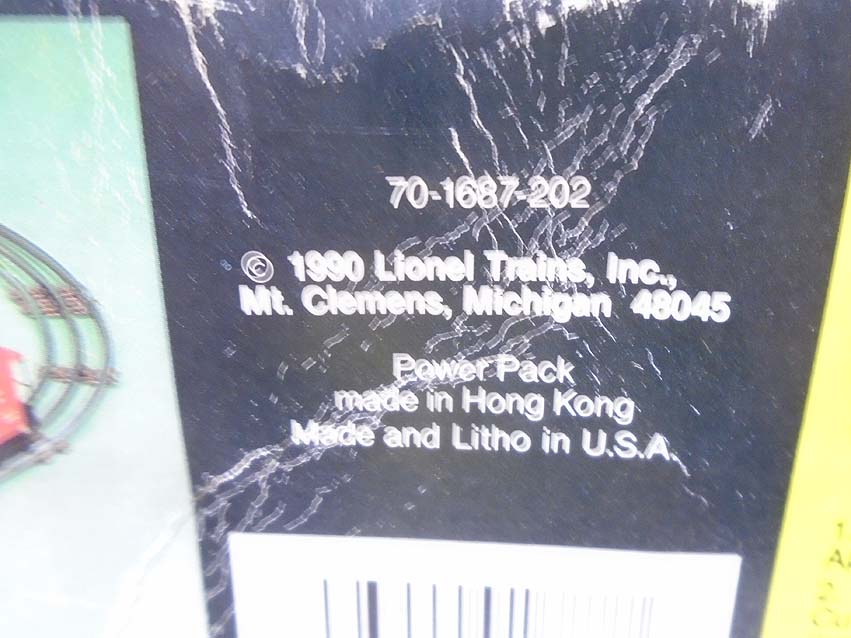 70-1687-202
© 1990 Lionel Trains, Inc.,
Mt. Clemens, Michigan 48045
Power Pack
made in Hong Kong
Made and Litho in U.S.A.